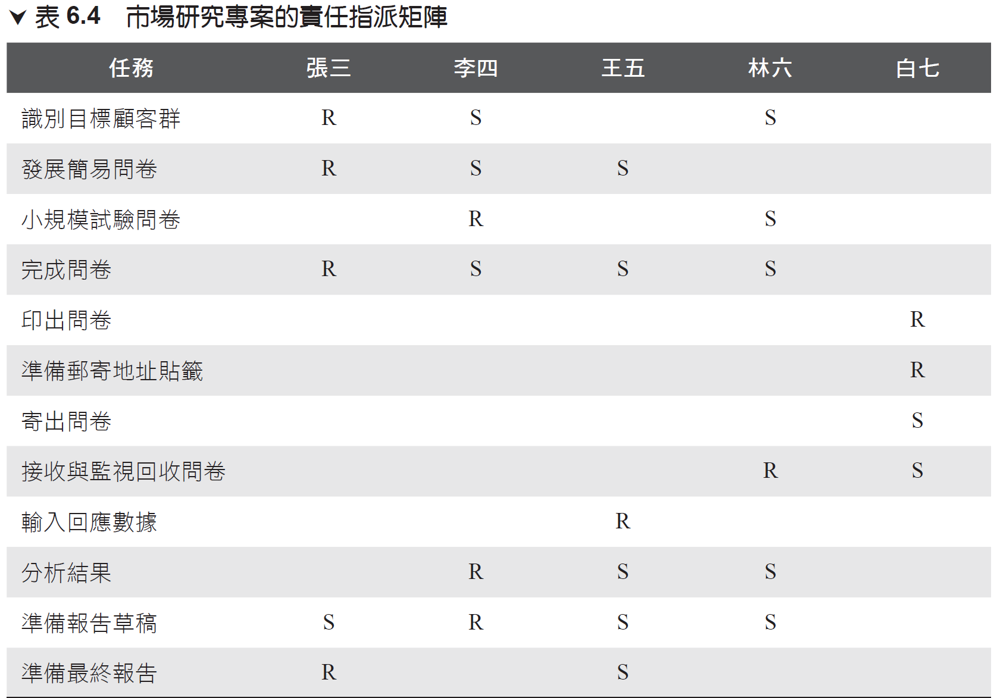 表 6.4 市場研究專案的責任指派矩陣
任務 張三 李四 王五 林六 白七
識別目標顧客群 R S S
發展簡易問卷 R S S
小規模試驗問卷 R S
完成問卷 R S S S
印出問卷 R
準備郵寄地址貼籤 R
寄出問卷 S
接收與監視回收問卷 R S
輸入回應數據 R
分析結果 R S S
準備報告草稿 S R S S
準備最終報告 R S